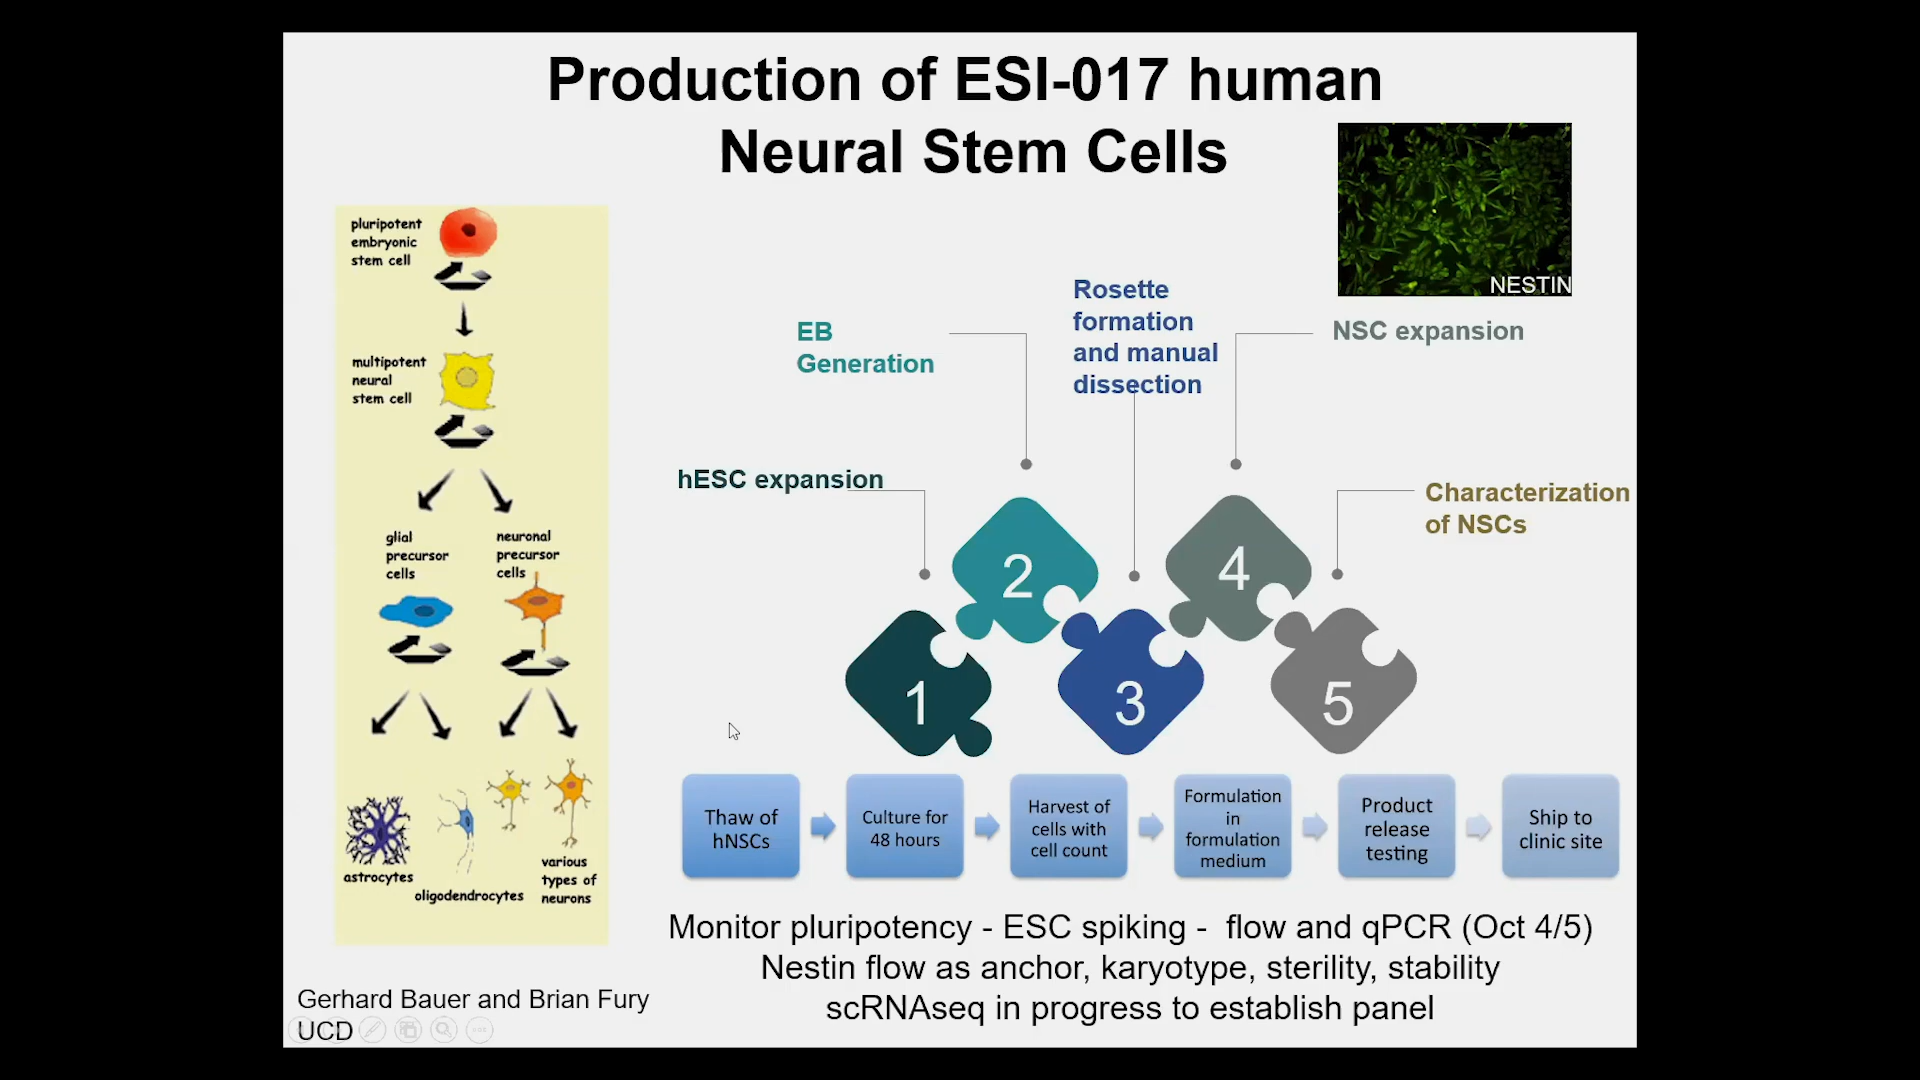 Production of ESI-017 human
Neural Stem Cells
pluripotent
embryonic
stem cell
multipotent
neural
stem cell
glial
precursor
cells
neuronal
precursor
cells
astrocytes
oligodendrocytes
various
types of
neurons
NESTIN
hESC expansion
EB
Generation
Rosette
formation
and manual
dissection
NSC expansion
Characterization
of NSCs
1
2
3
4
5
Thaw of
hNSCs
Culture for
48 hours
Harvest of
cells with
cell count
Formulation
in
formulation
medium
Product
release
testing
Ship to
clinic site
Monitor pluripotency - ESC spiking - flow and qPCR (Oct 4/5)
Nestin flow as anchor, karyotype, sterility, stability
scRNAseq in progress to establish panel
Gerhard Bauer and Brian Fury
UCD